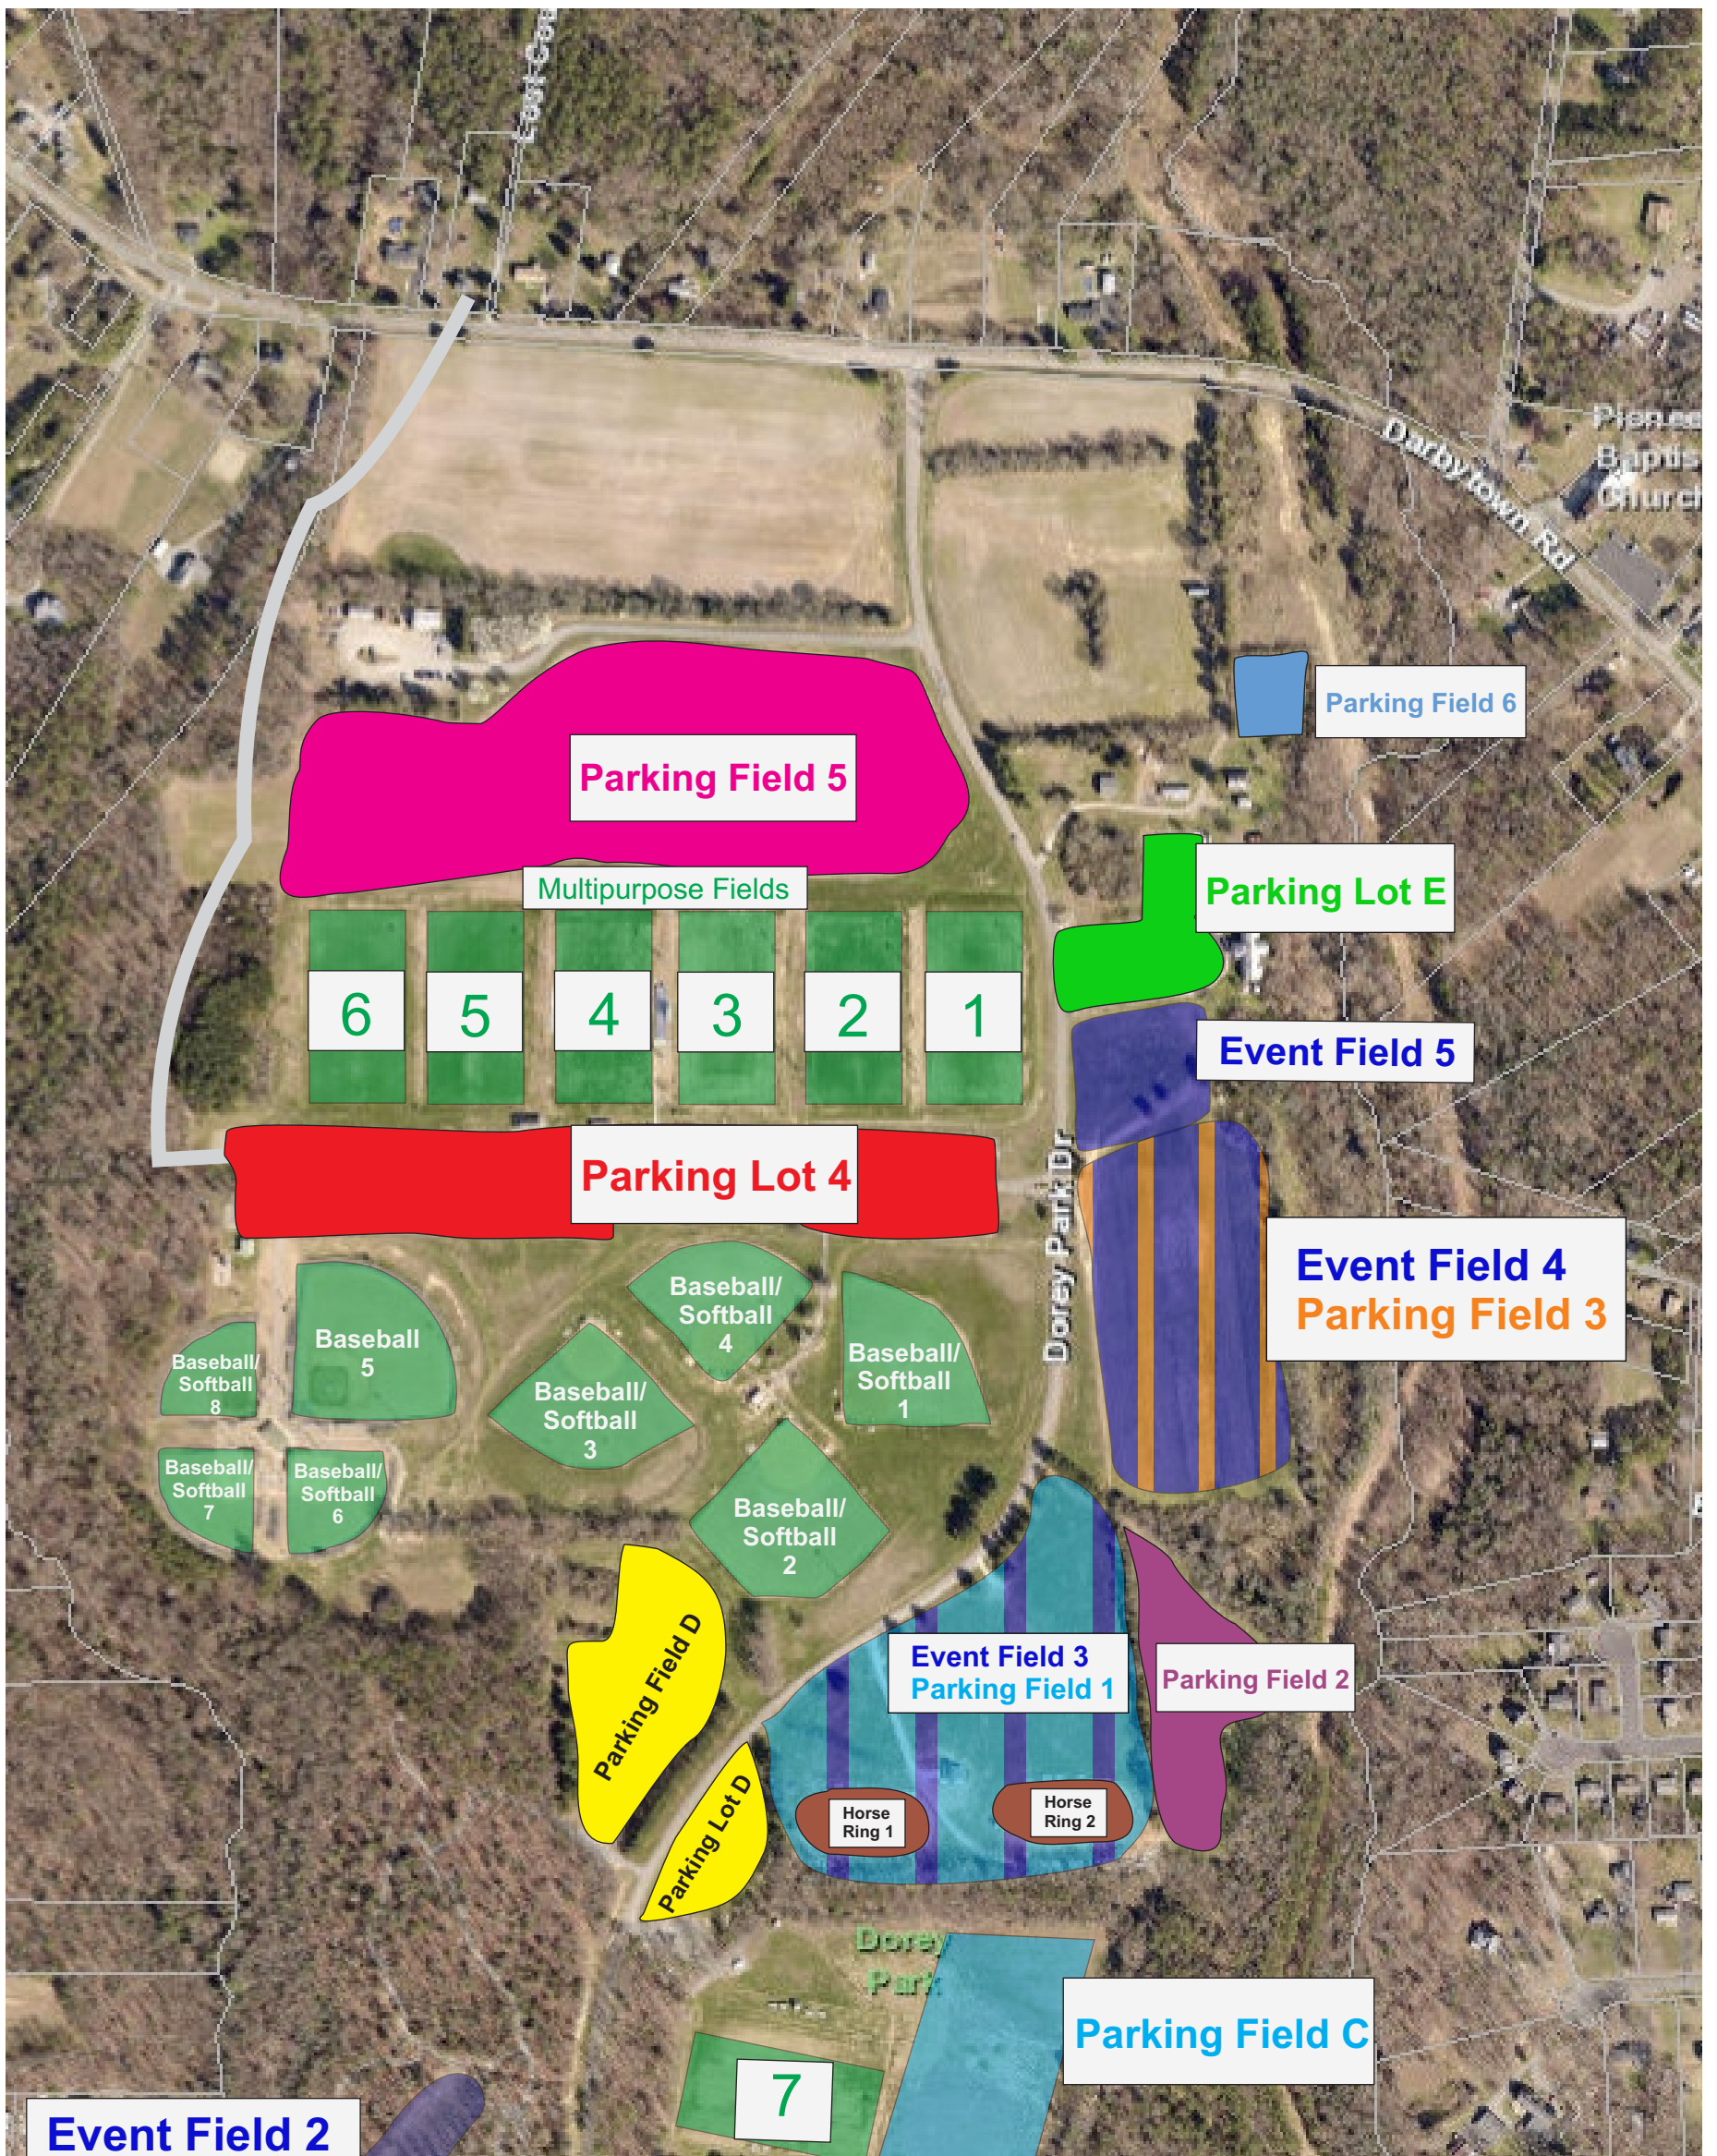 Darbytown Rd
Parking Field 6
Parking Field 5
Parking Lot E
Multipurpose Fields
6
5
4
3
2
1
Event Field 5
Parking Lot 4
Dorey Park Dr
Event Field 4
Parking Field 3
Baseball/
Softball
4
Baseball
5
Baseball/
Softball
1
Baseball/
Softball
8
Baseball/
Softball
3
Baseball/
Softball
7
Baseball/
Softball
6
Baseball/
Softball
2
Parking Field D
Event Field 3
Parking Field 1
Parking Field 2
Parking Lot D
Horse
Ring 1
Horse
Ring 2
Dorey
Park
Parking Field C
7
Event Field 2